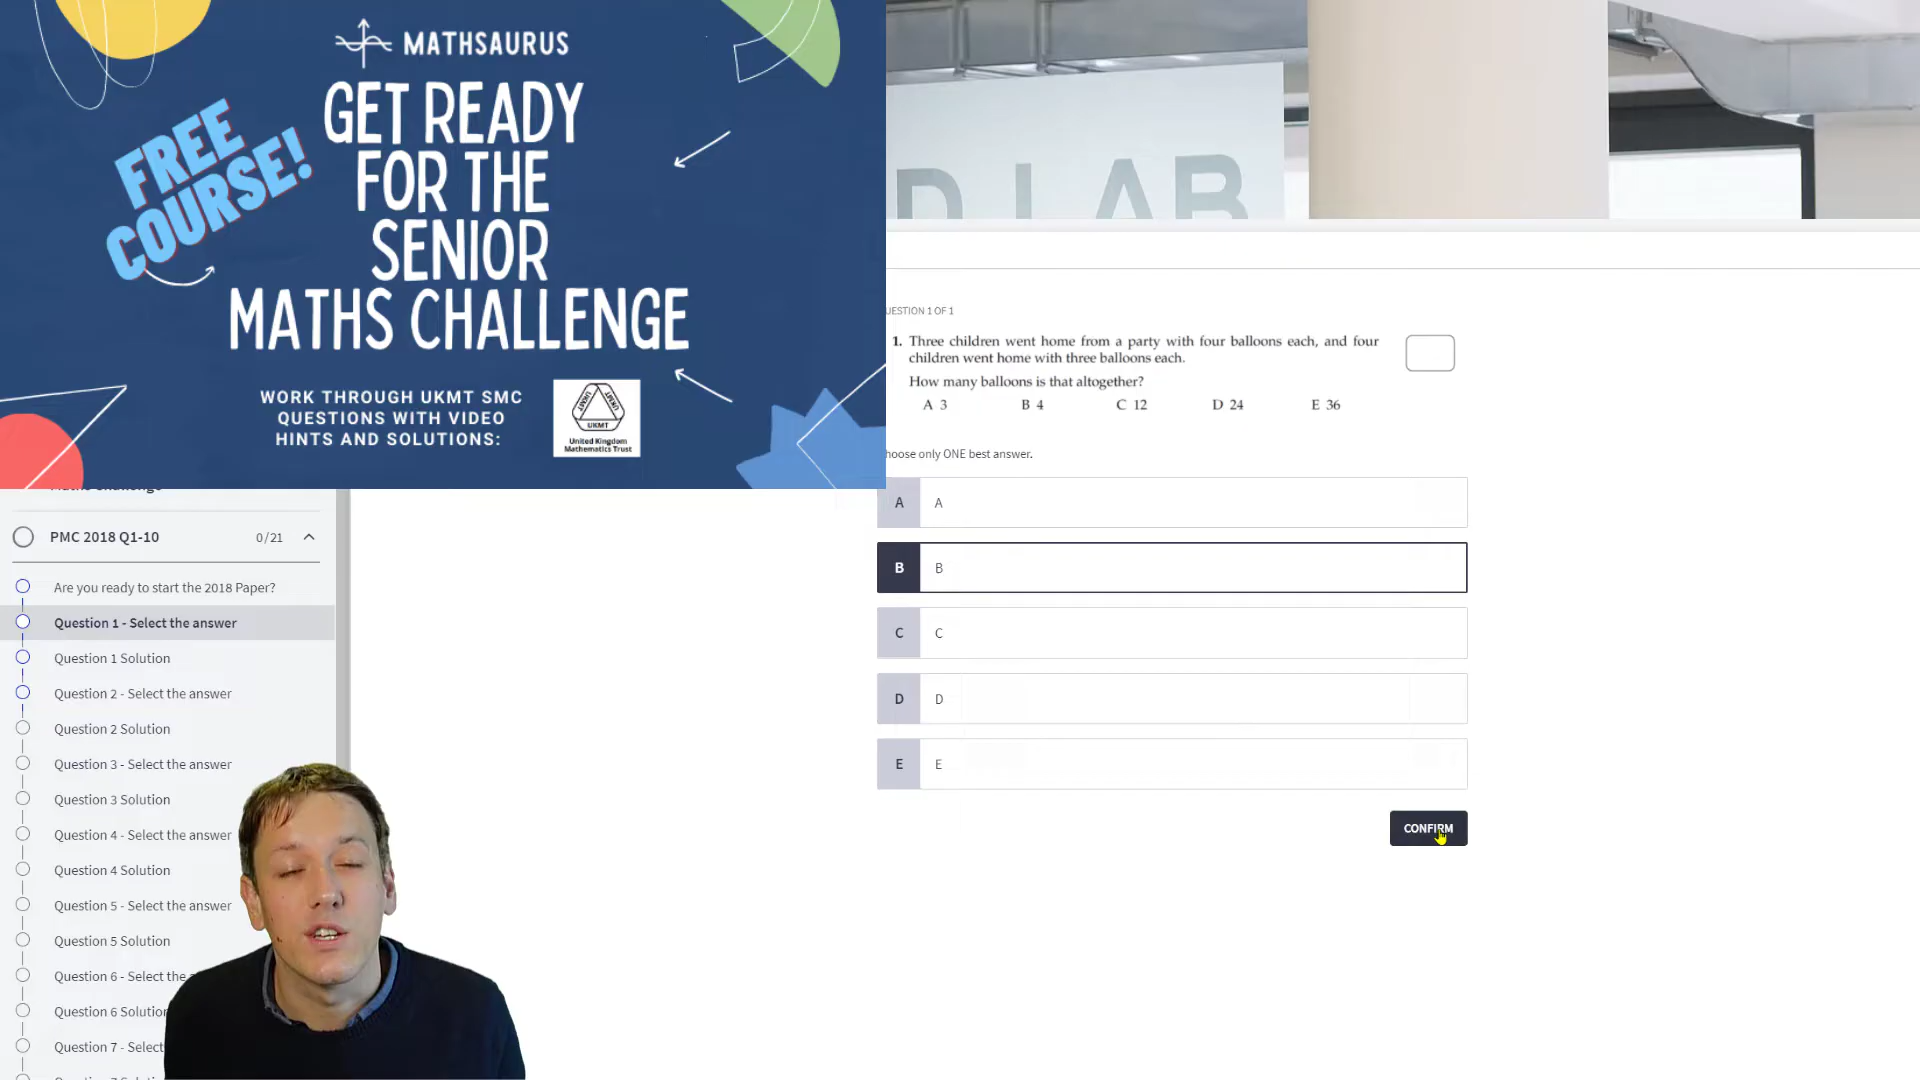 MATHSAURUS
FREE
COURSE!
GET READY
FOR THE
SENIOR
MATHS CHALLENGE
WORK THROUGH UKMT SMC
QUESTIONS WITH VIDEO
HINTS AND SOLUTIONS:
UKMT
UKMT
UKMT
United Kingdom
Mathematics Trust
D LAB
UESTION 1 OF 1
1. Three children went home from a party with four balloons each, and four
children went home with three balloons each.
How many balloons is that altogether?
A 3 B 4 C 12 D 24 E 36
hoose only ONE best answer.
A A
B B
C C
D D
E E
CONFIRM
Maths Challenge
PMC 2018 Q1-10 0/21
Are you ready to start the 2018 Paper?
Question 1 - Select the answer
Question 1 Solution
Question 2 - Select the answer
Question 2 Solution
Question 3 - Select the answer
Question 3 Solution
Question 4 - Select the answer
Question 4 Solution
Question 5 - Select the answer
Question 5 Solution
Question 6 - Select the
Question 6 Solution
Question 7 - Select